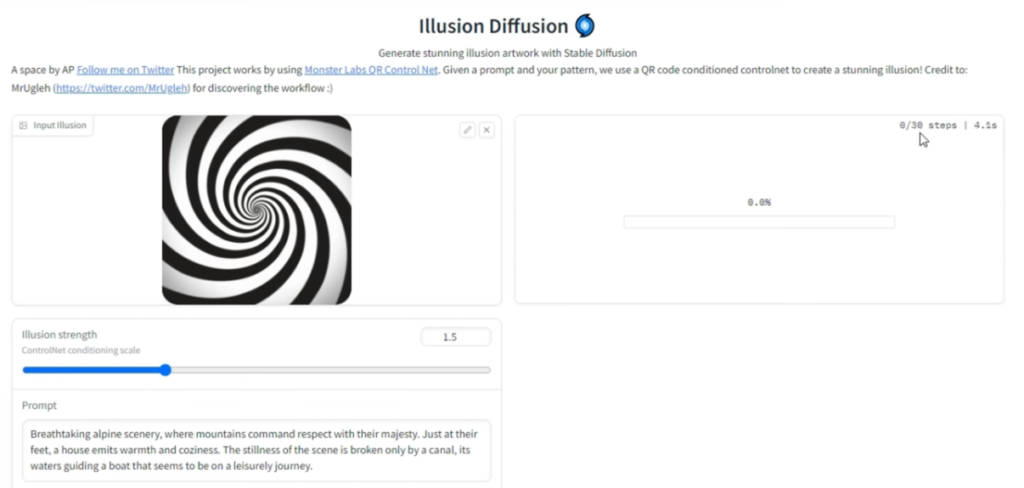 Illusion Diffusion
Generate stunning illusion artwork with Stable Diffusion
A space by AP Follow me on Twitter This project works by using Monster Labs QR Control Net. Given a prompt and your pattern, we use a QR code conditioned controlnet to create a stunning illusion! Credit to:
MrUgleh (https://twitter.com/MrUgleh) for discovering the workflow :)
Input Illusion
0/30 steps | 4.1s
0.0%
Illusion strength
1.5
ControlNet conditioning scale
Prompt
Breathtaking alpine scenery, where mountains command respect with their majesty. Just at their
feet, a house emits warmth and coziness. The stillness of the scene is broken only by a canal, its
waters guiding a boat that seems to be on a leisurely journey.